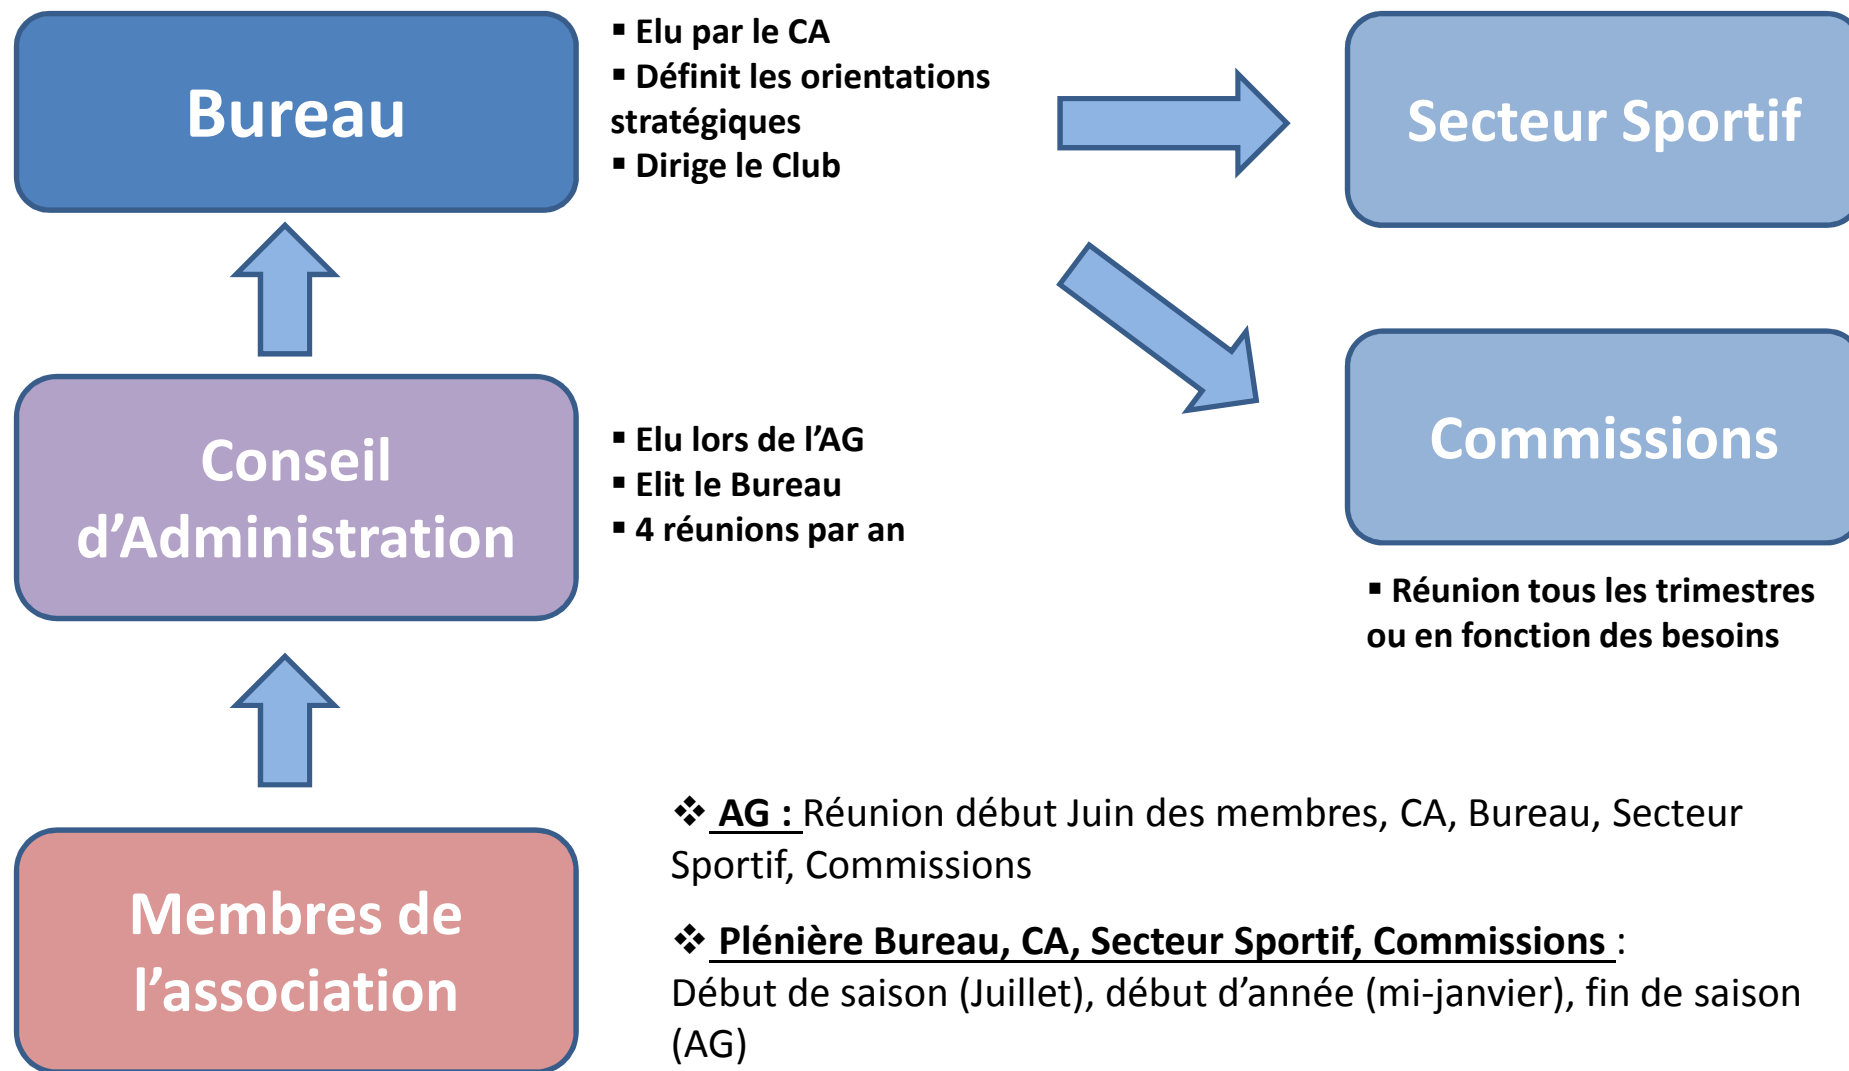 Bureau
▪ Elu par le CA
▪ Définit les orientations
stratégiques
▪ Dirige le Club
Secteur Sportif
Conseil
d’Administration
▪ Elu lors de l’AG
▪ Elit le Bureau
▪ 4 réunions par an
Commissions
▪ Réunion tous les trimestres
ou en fonction des besoins
Membres de
l’association
❖ AG : Réunion début Juin des membres, CA, Bureau, Secteur
Sportif, Commissions
❖ Plénière Bureau, CA, Secteur Sportif, Commissions :
Début de saison (Juillet), début d’année (mi-janvier), fin de saison
(AG)